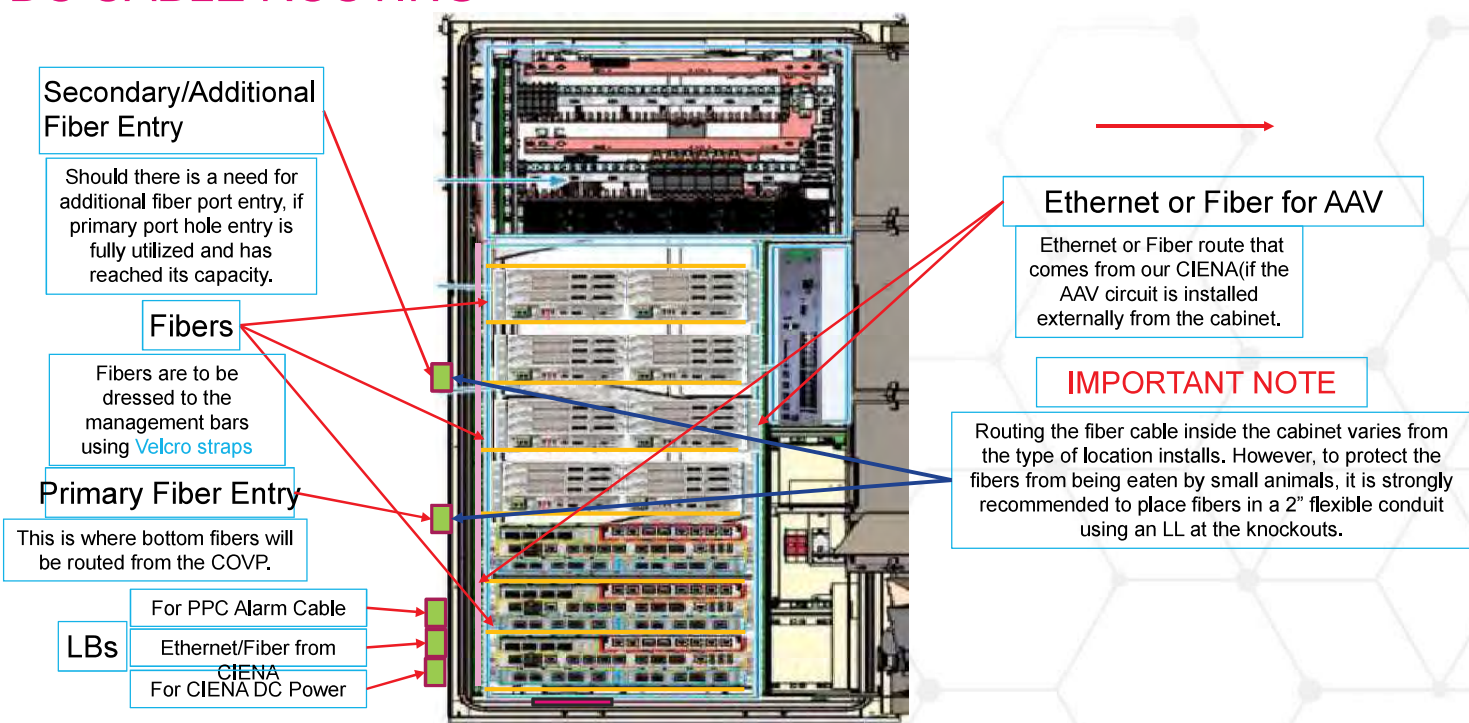 Secondary/Additional
Fiber Entry
Should there is a need for
additional fiber port entry, if
primary port hole entry is
fully utilized and has
reached its capacity.
Fibers
Fibers are to be
dressed to the
management bars
using Velcro straps
Primary Fiber Entry
This is where bottom fibers will
be routed from the COVP.
LBs
For PPC Alarm Cable
Ethernet/Fiber from
CIENA
For CIENA DC Power
Ethernet or Fiber for AAV
Ethernet or Fiber route that
comes from our CIENA(if the
AAV circuit is installed
externally from the cabinet.
IMPORTANT NOTE
Routing the fiber cable inside the cabinet varies from
the type of location installs. However, to protect the
fibers from being eaten by small animals, it is strongly
recommended to place fibers in a 2” flexible conduit
using an LL at the knockouts.